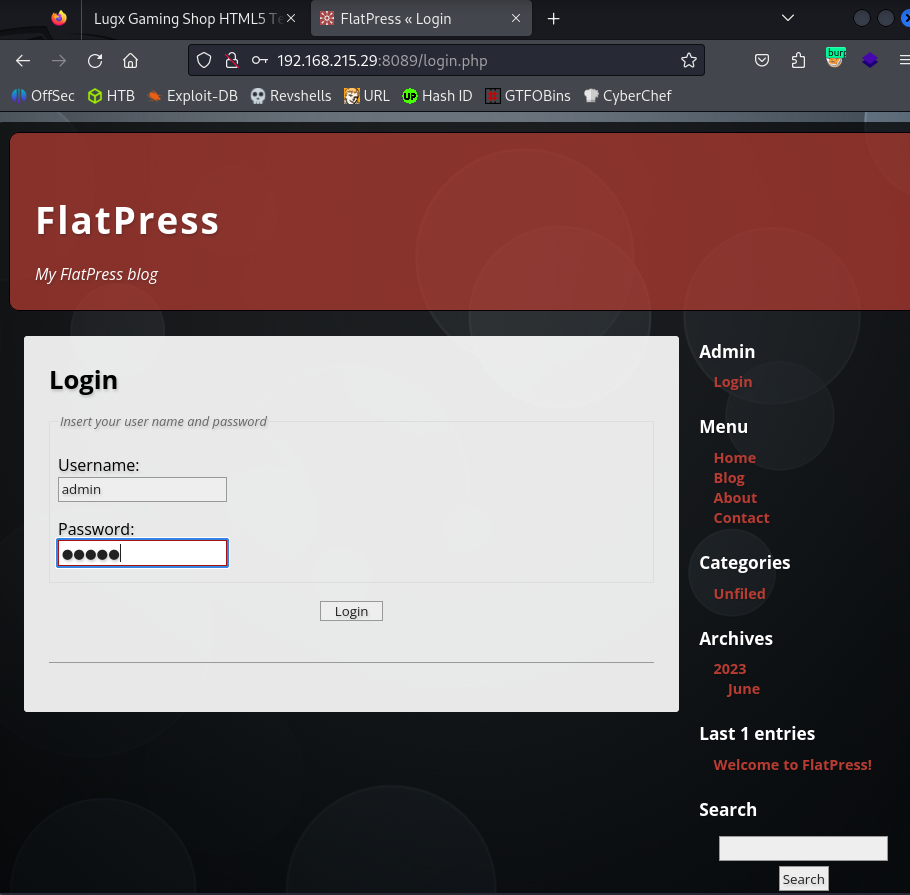 Lugx Gaming Shop HTML5 Te
FlatPress « Login
192.168.215.29:8089/login.php
OffSec
HTB
Exploit-DB
Revshells
URL
Hash ID
GTFOBins
CyberChef
FlatPress
My FlatPress blog
Login
Insert your user name and password
Username:
admin
Password:
Login
Admin
Login
Menu
Home
Blog
About
Contact
Categories
Unfiled
Archives
2023
June
Last 1 entries
Welcome to FlatPress!
Search
Search